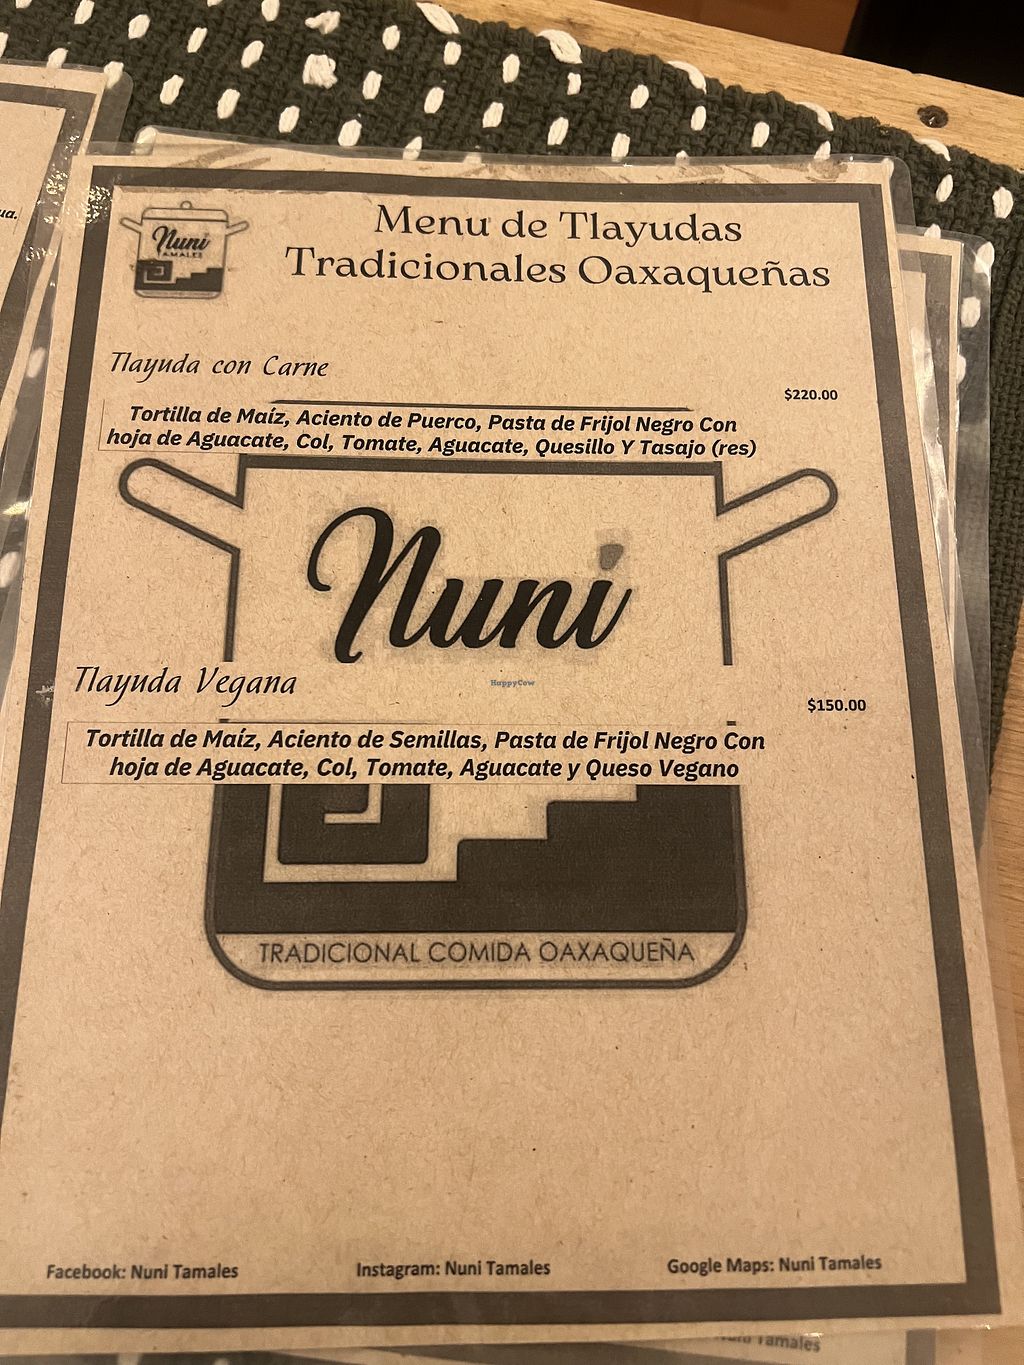 ua.
Nuni
TAMALES
Menu de Tlayudas
Tradicionales Oaxaqueñas
Tlayuda con Carne
$220.00
Tortilla de Maíz, Aciento de Puerco, Pasta de Frijol Negro Con
hoja de Aguacate, Col, Tomate, Aguacate, Quesillo Y Tasajo (res)
Nuni
Tlayuda Vegana
HappyCow
$150.00
Tortilla de Maíz, Aciento de Semillas, Pasta de Frijol Negro Con
hoja de Aguacate, Col, Tomate, Aguacate y Queso Vegano
TRADICIONAL COMIDA OAXAQUEÑA
Facebook: Nuni Tamales
Instagram: Nuni Tamales
Google Maps: Nuni Tamales
Nuni Tamales